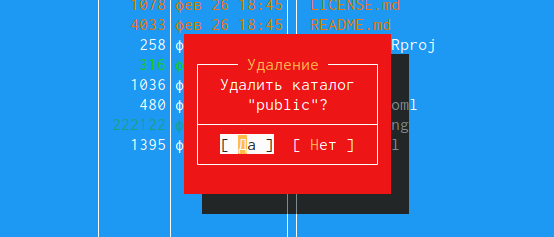 1078 фев 26 18:45 LICENSE.md
4033 фев 26 18:45 README.md
258 ф Rproj
316
Удаление
1036 ф Удалить каталог
480 ф "public"? oml
222122 ф ng
1395 ф [ Да ] [ Нет ] l